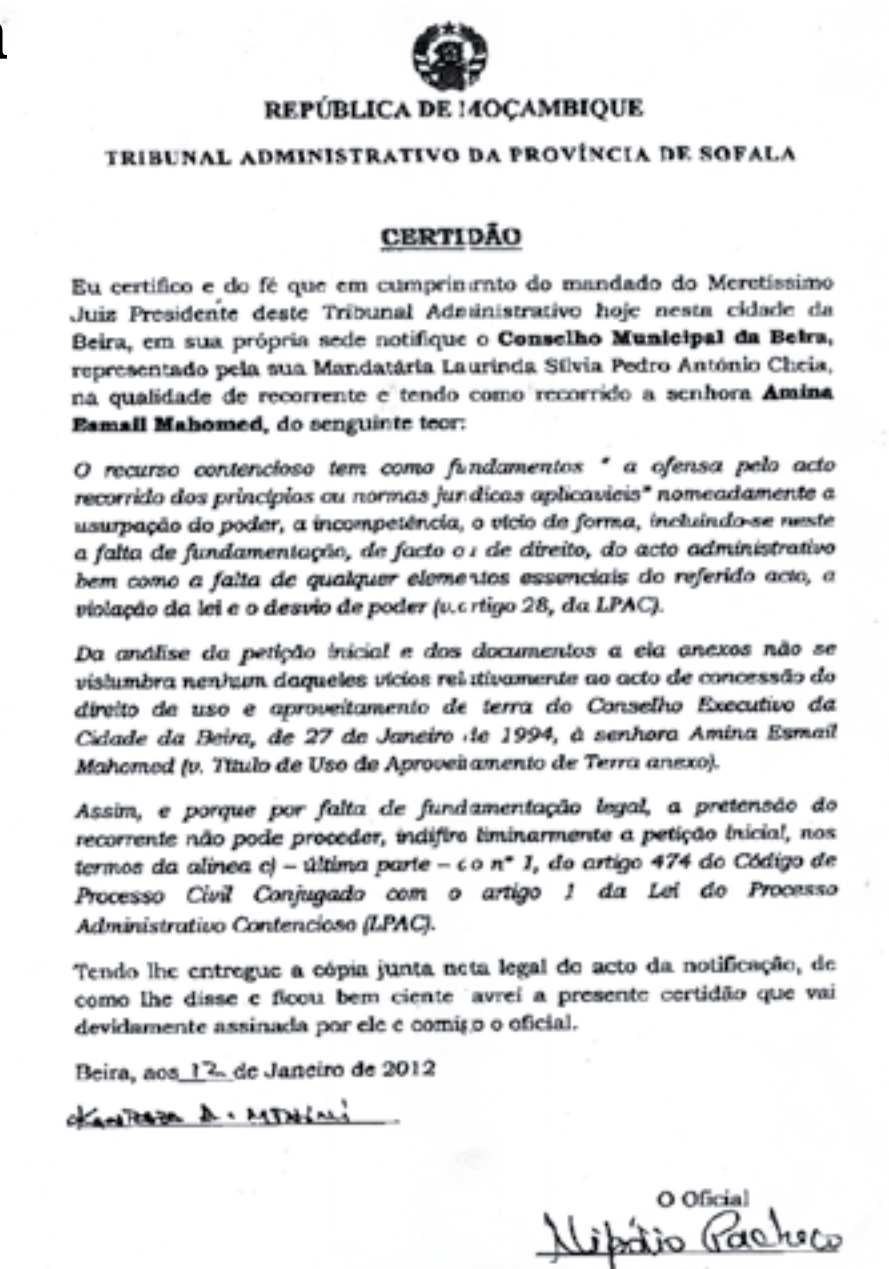 a
REPÚBLICA DE MOÇAMBIQUE
TRIBUNAL ADMINISTRATIVO DA PROVÍNCIA DE SOFALA
CERTIDÃO
Eu certifico e do fé que em cumprimento do mandado do Meretíssimo
Juiz Presidente deste Tribunal Administrativo hoje nesta cidade da
Beira, em sua própria sede notifique o Conselho Municipal da Beira,
representado pela sua Mandatária Laurinda Sílvia Pedro António Cheia,
na qualidade de recorrente e tendo como recorrido a senhora Amina
Esmail Mahomed, do senguinte teor:
O recurso contencioso tem como fundamentos " a ofensa pelo acto
recorrido dos princípios ou normas jurídicas aplicavieis" nomeadamente a
usurpação do poder, a incompetência, o vício de forma, incluindo-se neste
a falta de fundamentação, de facto ou de direito, do acto administrativo
bem como a falta de qualquer elementos essenciais do referido acto, a
violação da lei e o desvio de poder (v.artigo 28, da LPAC).
Da análise da petição inicial e dos documentos a ela anexos não se
vislumbra nenhum daqueles vícios relativamente ao acto de concessão do
direito de uso e aproveitamento de terra do Conselho Executivo da
Cidade da Beira, de 27 de Janeiro de 1994, à senhora Amina Esmail
Mahomed (v. Título de Uso de Aproveitamento de Terra anexo).
Assim, e porque por falta de fundamentação legal, a pretensão do
recorrente não pode proceder, indifiro liminarmente a petição inicial, nos
termos da alínea c) – última parte – do n° 1, do artigo 474 do Código de
Processo Civil Conjugado com o artigo 1 da Lei do Processo
Administrativo Contencioso (LPAC).
Tendo lhe entregue a cópia junta nota legal do acto da notificação, de
como lhe disse e ficou bem ciente lavrei a presente certidão que vai
devidamente assinada por ele e comigo o oficial.
Beira, aos 12 de Janeiro de 2012
O Oficial
Pacheco